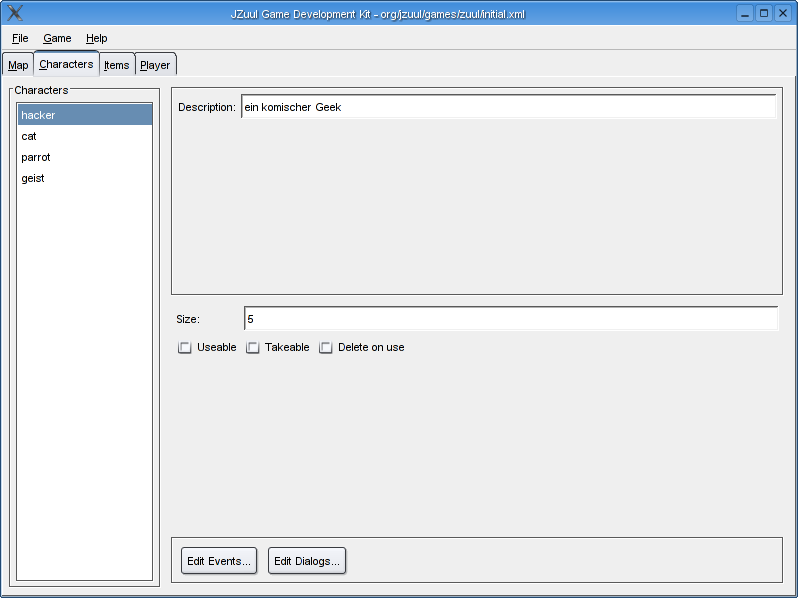 JZuul Game Development Kit - org/jzuul/games/zuul/initial.xml
File Game Help
Map Characters Items Player
Characters
hacker
cat
parrot
geist
Description: ein komischer Geek
Size: 5
Useable Takeable Delete on use
Edit Events... Edit Dialogs...